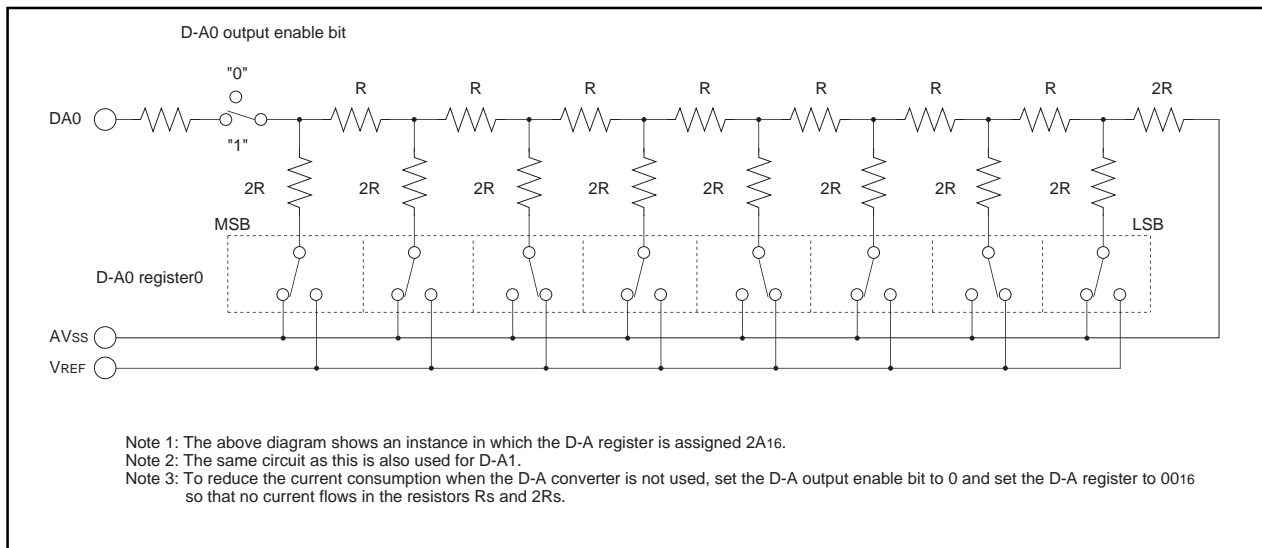 D-A0 output enable bit
"0"
R R R R R R R 2R
DA0
"1"
2R 2R 2R 2R 2R 2R 2R 2R
MSB LSB
D-A0 register0
AVSS
VREF
Note 1: The above diagram shows an instance in which the D-A register is assigned 2A16.
Note 2: The same circuit as this is also used for D-A1.
Note 3: To reduce the current consumption when the D-A converter is not used, set the D-A output enable bit to 0 and set the D-A register to 0016
so that no current flows in the resistors Rs and 2Rs.